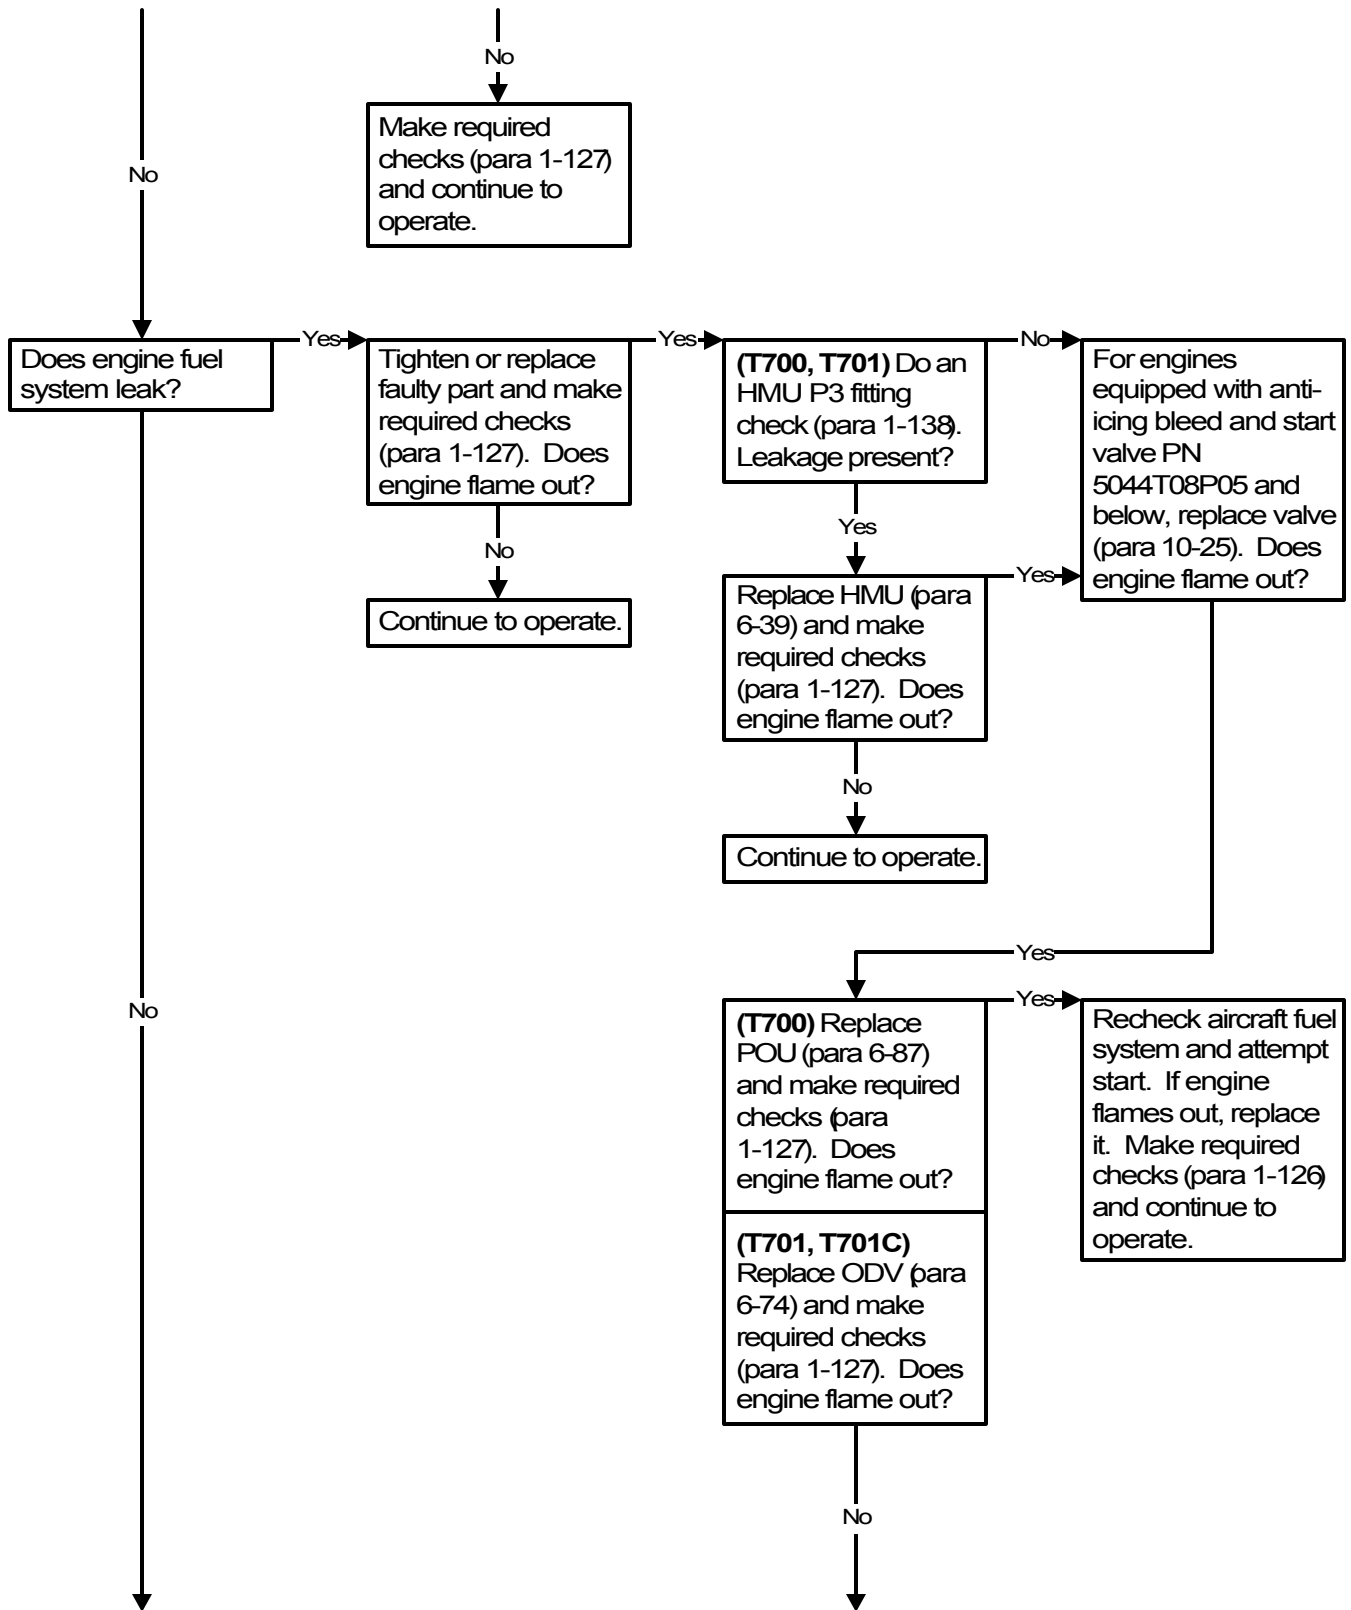 No
Make required
checks (para 1-127)
and continue to
operate.
No
Does engine fuel
system leak?
Yes
Tighten or replace
faulty part and make
required checks
(para 1-127). Does
engine flame out?
No
Continue to operate.
Yes
(T700, T701) Do an
HMU P3 fitting
check (para 1-138).
Leakage present?
No
For engines
equipped with anti-
icing bleed and start
valve PN
5044T08P05 and
below, replace valve
(para 10-25). Does
engine flame out?
Yes
Replace HMU (para
6-39) and make
required checks
(para 1-127). Does
engine flame out?
Yes
No
Continue to operate.
Yes
No
(T700) Replace
POU (para 6-87)
and make required
checks (para
1-127). Does
engine flame out?
Yes
Recheck aircraft fuel
system and attempt
start. If engine
flames out, replace
it. Make required
checks (para 1-126)
and continue to
operate.
(T701, T701C)
Replace ODV (para
6-74) and make
required checks
(para 1-127). Does
engine flame out?
No